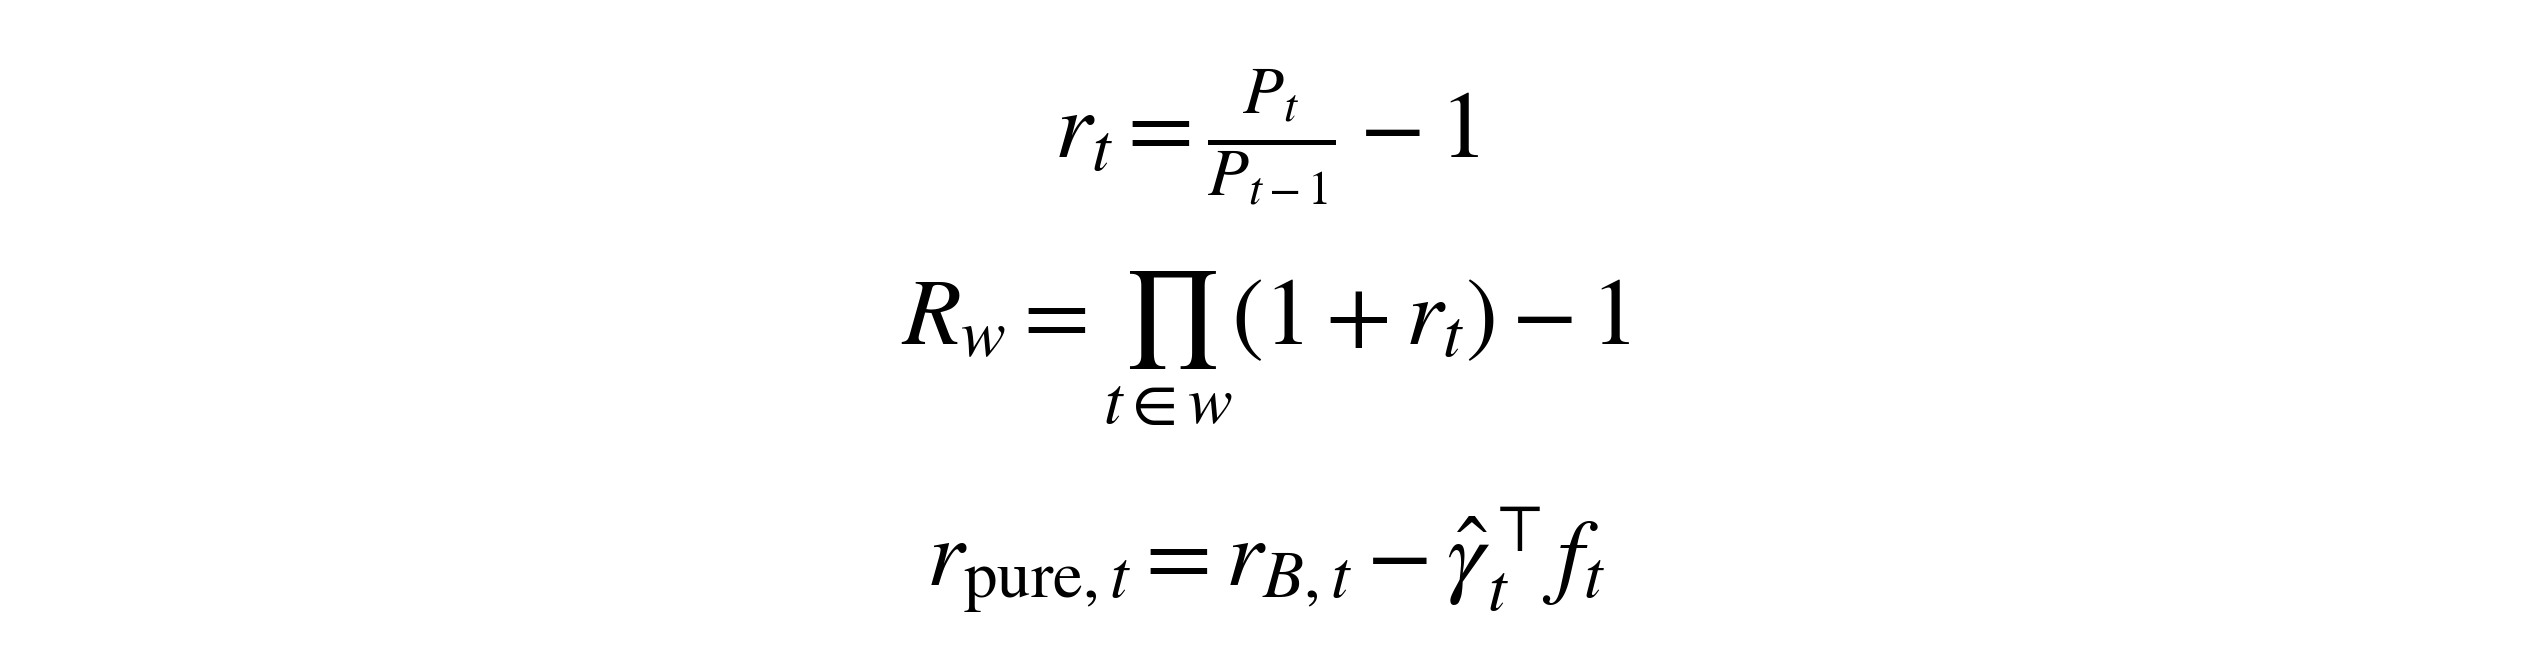 r_t = \frac{P_t}{P_{t-1}} - 1
R_w = \prod_{t \in w} (1 + r_t) - 1
r_{\text{pure}, t} = r_{B, t} - \hat{\gamma}_t^\top f_t